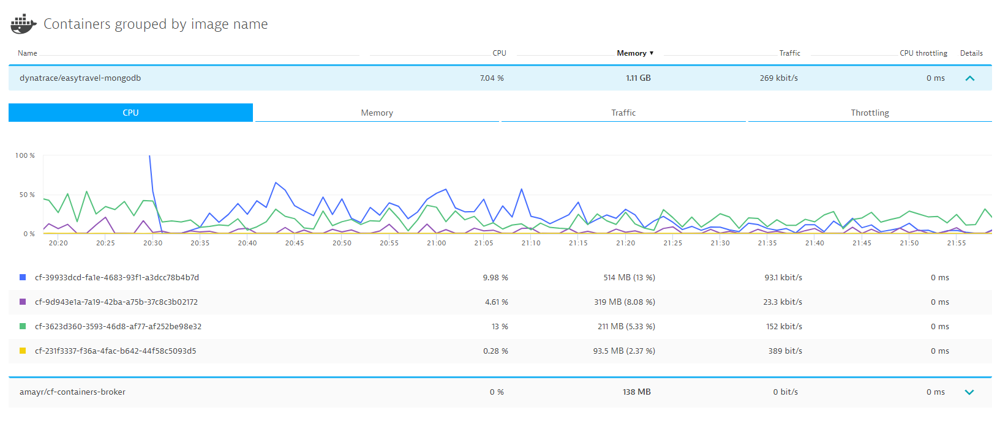 Containers grouped by image name
Name CPU Memory ▼ Traffic CPU throttling Details
dynatrace/easytravel-mongodb 7.04 % 1.11 GB 269 kbit/s 0 ms
CPU Memory Traffic Throttling
100 %
50 %
0 %
20:20 20:25 20:30 20:35 20:40 20:45 20:50 20:55 21:00 21:05 21:10 21:15 21:20 21:25 21:30 21:35 21:40 21:45 21:50 21:55
cf-39933dcd-fa1e-4683-93f1-a3dcc78b4b7d 9.98 % 514 MB (13 %) 93.1 kbit/s 0 ms
cf-9d943e1a-7a19-42ba-a75b-37c8c3b02172 4.61 % 319 MB (8.08 %) 23.3 kbit/s 0 ms
cf-3623d360-3593-46d8-af77-af252be98e32 13 % 211 MB (5.33 %) 152 kbit/s 0 ms
cf-231f3337-f36a-4fac-b642-44f58c5093d5 0.28 % 93.5 MB (2.37 %) 389 bit/s 0 ms
amayr/cf-containers-broker 0 % 138 MB 0 bit/s 0 ms